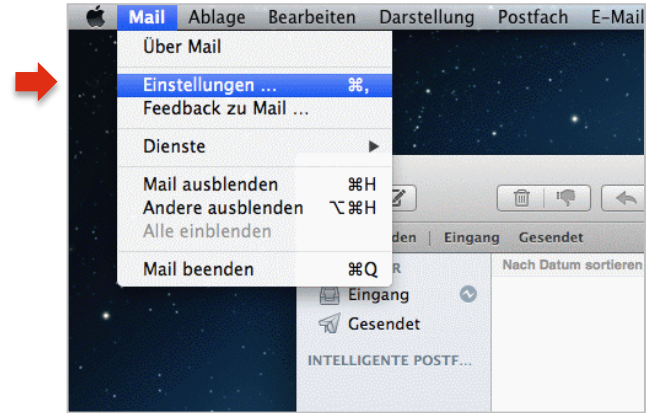 Mail Ablage Bearbeiten Darstellung Postfach E-Mail
Über Mail
Einstellungen ... ⌘,
Feedback zu Mail ...
Dienste ▶
Mail ausblenden ⌘H
Andere ausblenden ⌥⌘H
Alle einblenden
Mail beenden ⌘Q
Eingang Gesendet
Nach Datum sortieren
Eingang
Gesendet
INTELLIGENTE POSTF...